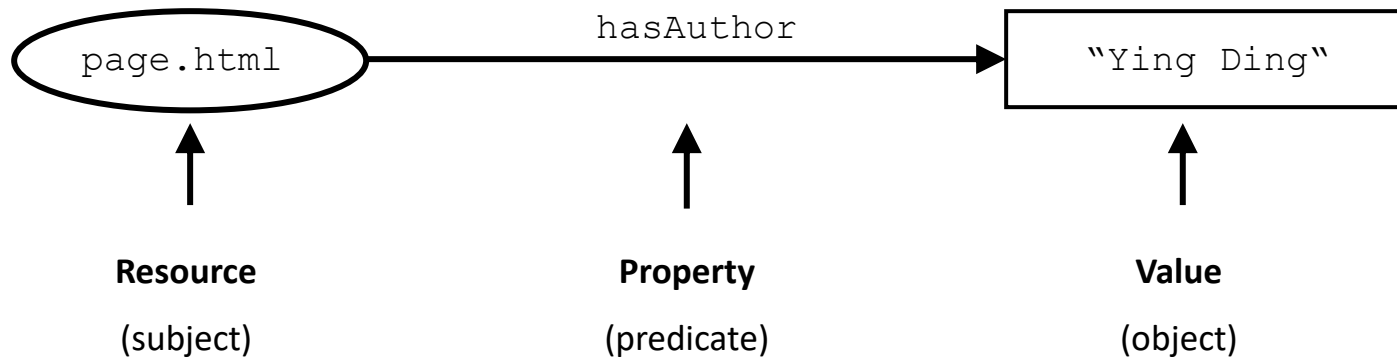 hasAuthor
page.html
“Ying Ding“
Resource
Property
Value
(subject)
(predicate)
(object)